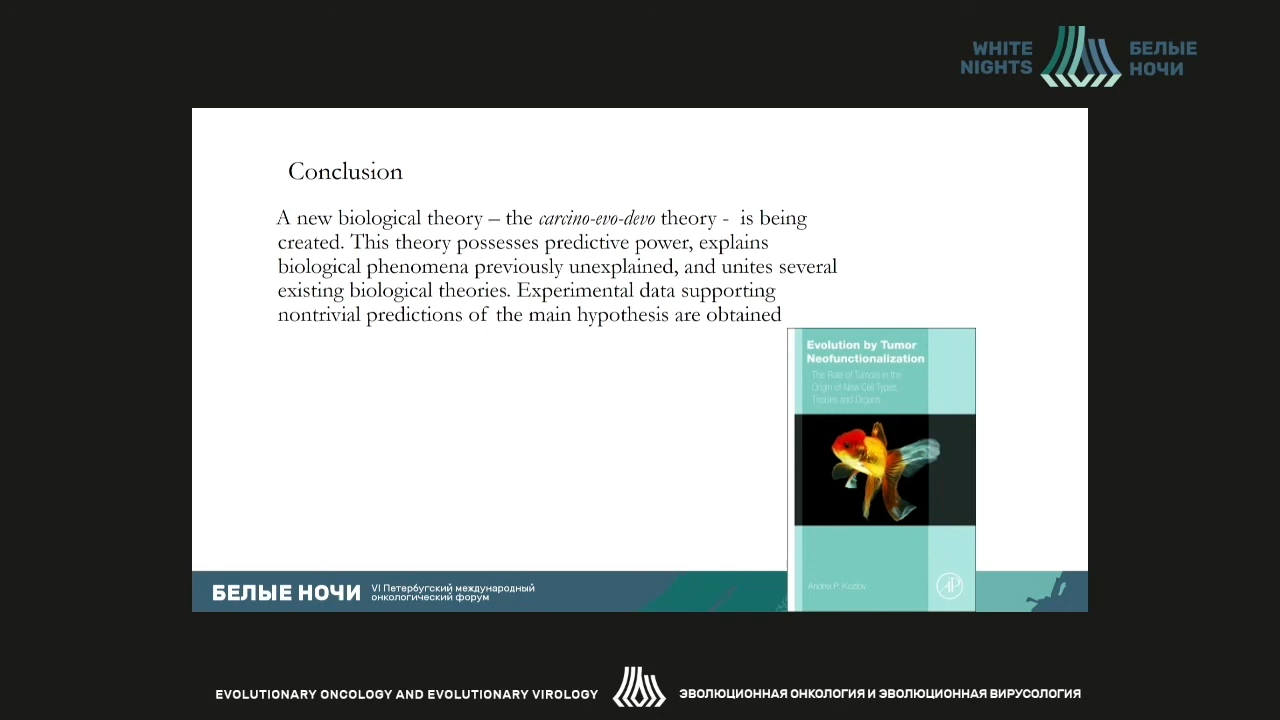 WHITE
NIGHTS
БЕЛЫЕ
НОЧИ
Conclusion
A new biological theory – the carcino-evo-devo theory - is being
created. This theory possesses predictive power, explains
biological phenomena previously unexplained, and unites several
existing biological theories. Experimental data supporting
nontrivial predictions of the main hypothesis are obtained
Evolution by Tumor
Neofunctionalization
The Role of Tumors in the
Origin of New Cell Types,
Tissues and Organs
Andrei P. Kozlov
AP
БЕЛЫЕ НОЧИ
VI Петербугский международный
онкологический форум
EVOLUTIONARY ONCOLOGY AND EVOLUTIONARY VIROLOGY
ЭВОЛЮЦИОННАЯ ОНКОЛОГИЯ И ЭВОЛЮЦИОННАЯ ВИРУСОЛОГИЯ